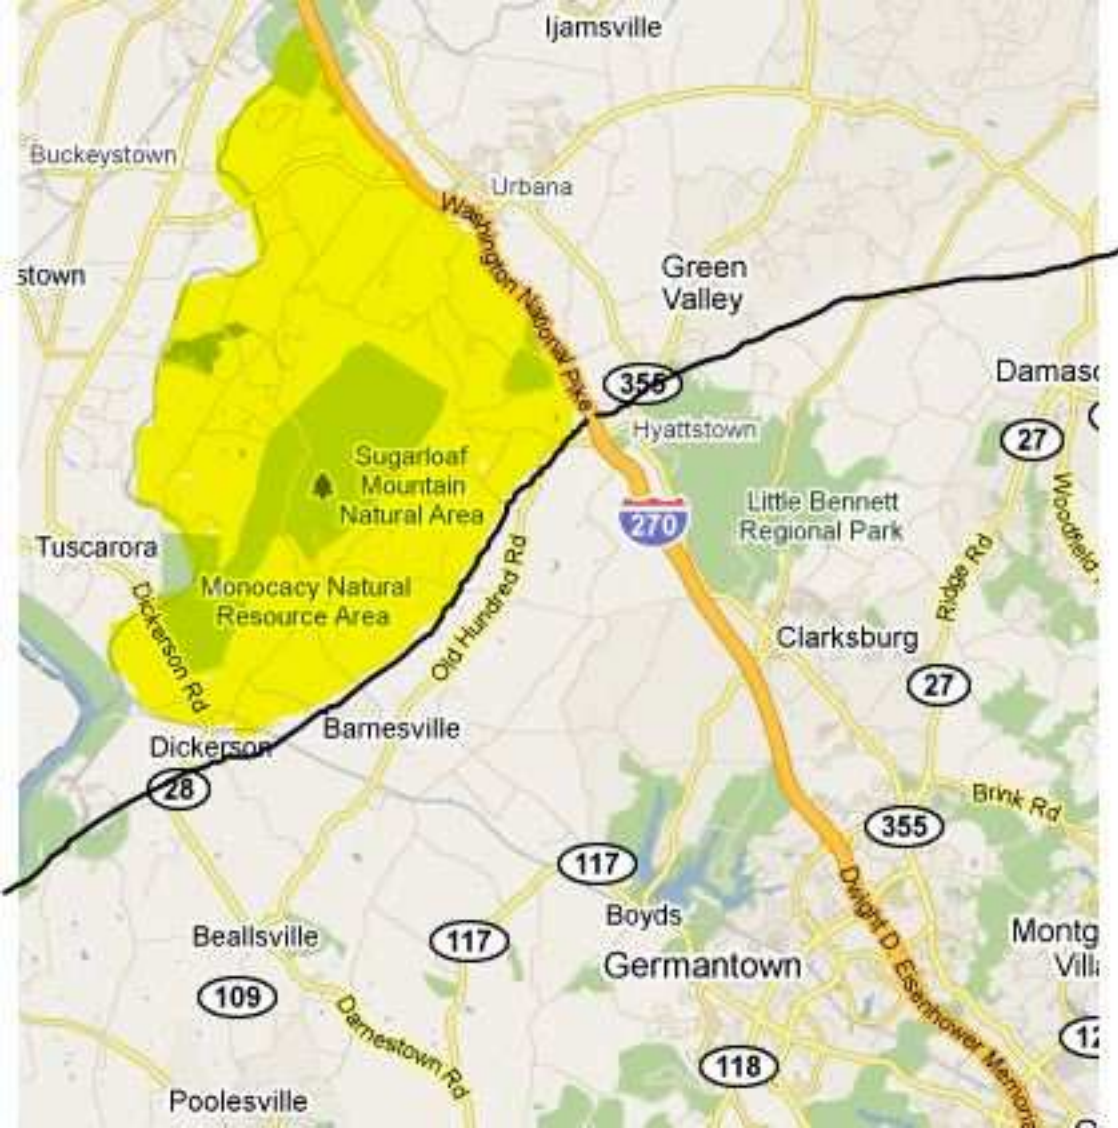 Ijamsville
Buckeystown
Urbana
Washington National Pike
stown
Green
Valley
355
Damasc
Hyattstown
27
Sugarloaf
Mountain
Natural Area
Woodfield
Little Bennett
Regional Park
270
Tuscarora
Ridge Rd
Monocacy Natural
Resource Area
Dickerson Rd
Old Hundred Rd
Clarksburg
27
Barnesville
Dickerson
28
Brink Rd
355
117
Dwight D Eisenhower Memoria
Boyds
Beallsville
117
Montg
Villa
Germantown
109
Darnestown Rd
12
118
Poolesville